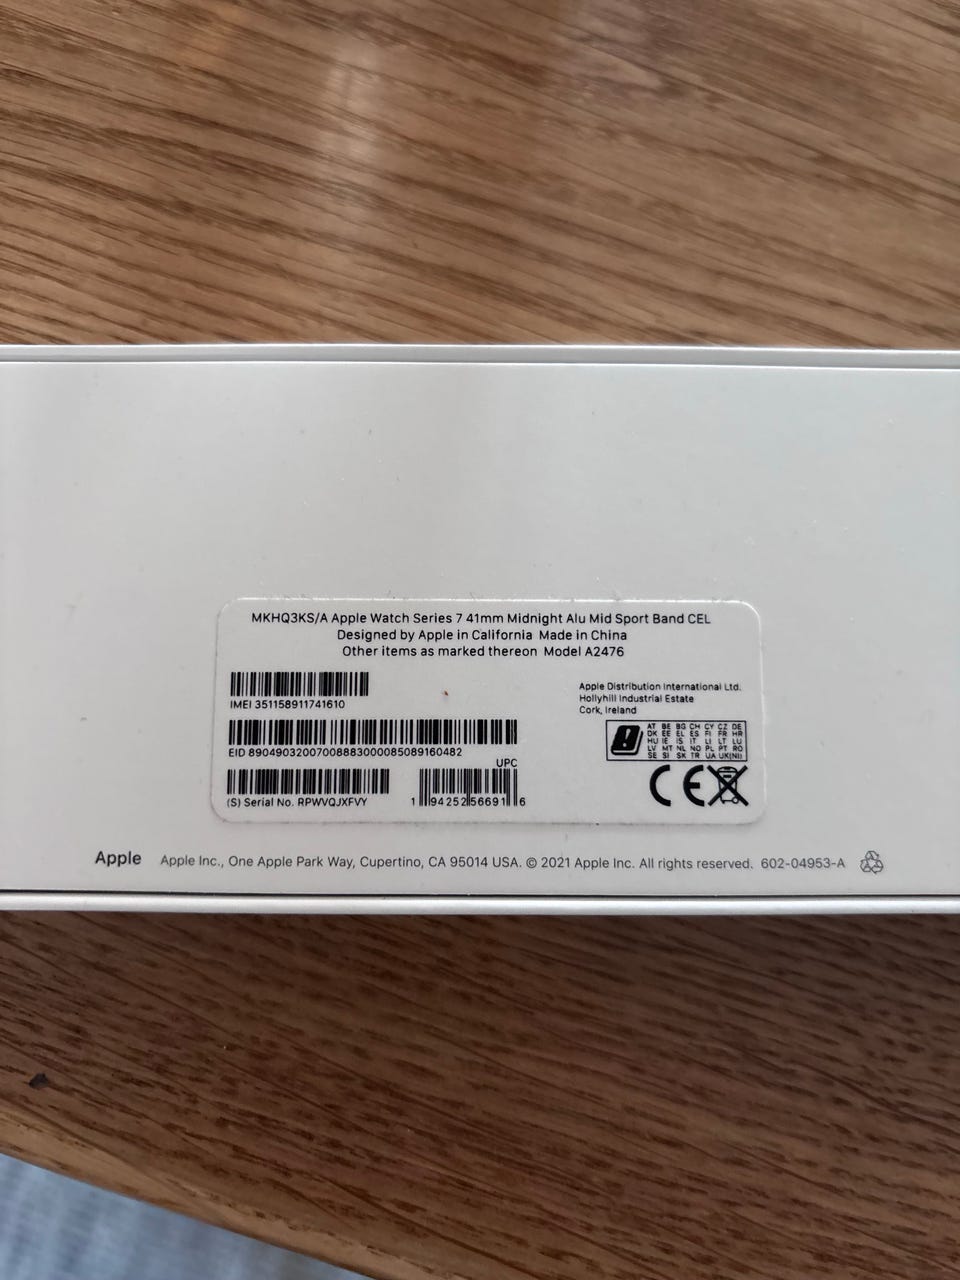 MKHQ3KS/A Apple Watch Series 7 41mm Midnight Alu Mid Sport Band CEL
Designed by Apple in California Made in China
Other items as marked thereon Model A2476
IMEI 351158911741610
EID 89049032007008883000085089160482
UPC
(S) Serial No. RPWVQJXFVY
1 94252 56691 6
Apple Distribution International Ltd.
Hollyhill Industrial Estate
Cork, Ireland
AT BE BG CH CY CZ DE
DK EE EL ES FI FR HR
HU IE IS IT LI LT LU
LV MT NL NO PL PT RO
SE SI SK TR UA UK(NI)
CE
Apple Apple Inc., One Apple Park Way, Cupertino, CA 95014 USA. © 2021 Apple Inc. All rights reserved. 602-04953-A